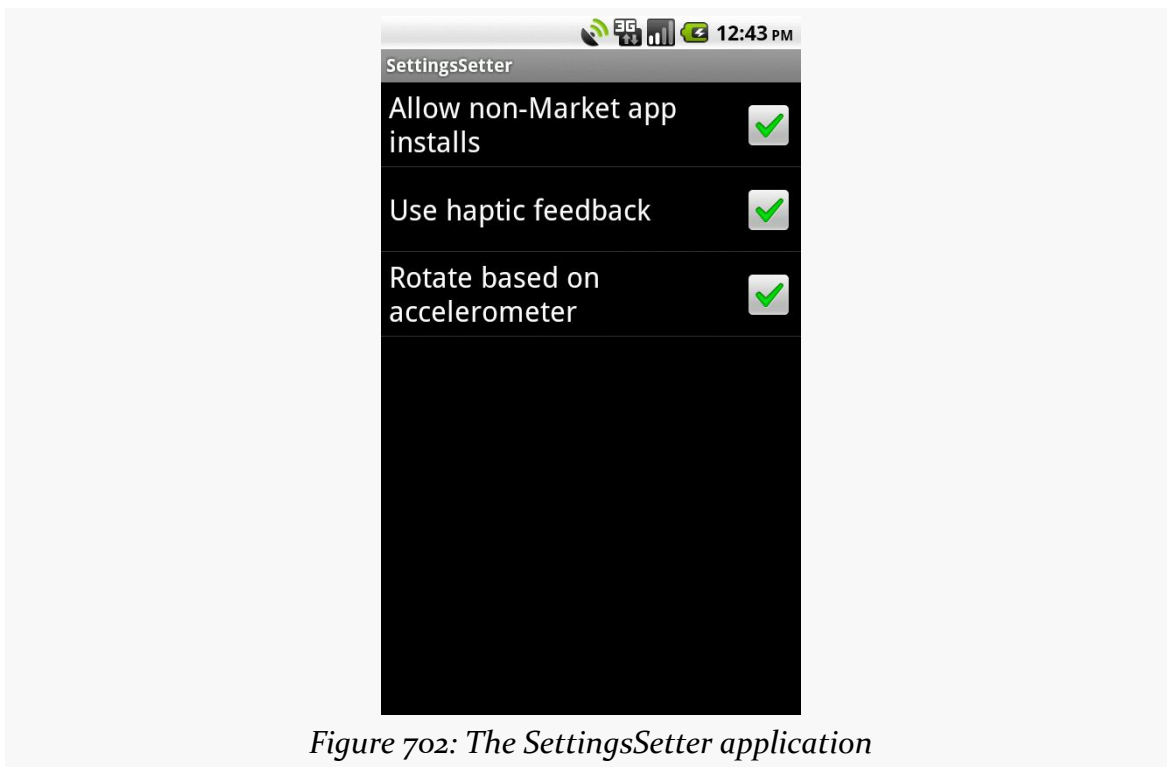 3G
12:43 PM
SettingsSetter
Allow non-Market app
installs
Use haptic feedback
Rotate based on
accelerometer
Figure 702: The SettingsSetter application